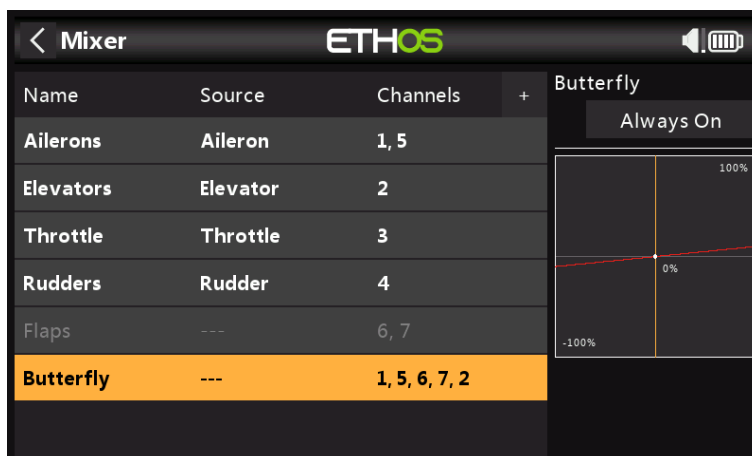 Mixer
ETHOS
Name Source Channels +
Ailerons Aileron 1, 5
Elevators Elevator 2
Throttle Throttle 3
Rudders Rudder 4
Flaps --- 6, 7
Butterfly --- 1, 5, 6, 7, 2
Butterfly
Always On
100%
0%
-100%